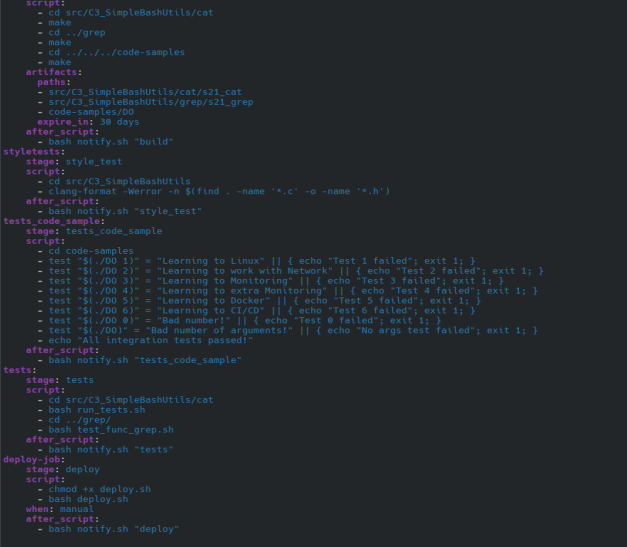 script:
- cd src/C3_SimpleBashUtils/cat
- make
- cd ../grep
- make
- cd ../../../code-samples
- make
artifacts:
paths:
- src/C3_SimpleBashUtils/cat/s21_cat
- src/C3_SimpleBashUtils/grep/s21_grep
- code-samples/DO
expire_in: 30 days
after_script:
- bash notify.sh "build"
styletests:
stage: style_test
script:
- cd src/C3_SimpleBashUtils
- clang-format -Werror -n $(find . -name '*.c' -o -name '*.h')
after_script:
- bash notify.sh "style_test"
tests_code_sample:
stage: tests_code_sample
script:
- cd code-samples
- test "$(./DO 1)" = "Learning to Linux" || { echo "Test 1 failed"; exit 1; }
- test "$(./DO 2)" = "Learning to work with Network" || { echo "Test 2 failed"; exit 1; }
- test "$(./DO 3)" = "Learning to Monitoring" || { echo "Test 3 failed"; exit 1; }
- test "$(./DO 4)" = "Learning to extra Monitoring" || { echo "Test 4 failed"; exit 1; }
- test "$(./DO 5)" = "Learning to Docker" || { echo "Test 5 failed"; exit 1; }
- test "$(./DO 6)" = "Learning to CI/CD" || { echo "Test 6 failed"; exit 1; }
- test "$(./DO 0)" = "Bad number!" || { echo "Test 0 failed"; exit 1; }
- test "$(./DO)" = "Bad number of arguments!" || { echo "No args test failed"; exit 1; }
- echo "All integration tests passed!"
after_script:
- bash notify.sh "tests_code_sample"
tests:
stage: tests
script:
- cd src/C3_SimpleBashUtils/cat
- bash run_tests.sh
- cd ../grep/
- bash test_func_grep.sh
after_script:
- bash notify.sh "tests"
deploy-job:
stage: deploy
script:
- chmod +x deploy.sh
- bash deploy.sh
when: manual
after_script:
- bash notify.sh "deploy"